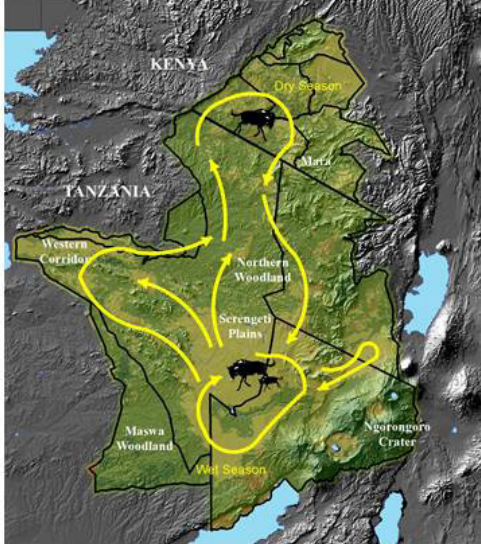 KENYA
Dry Season
Mara
TANZANIA
Western
Corridor
Northern
Woodland
Serengeti
Plains
Maswa
Woodland
Ngorongoro
Crater
Wet Season